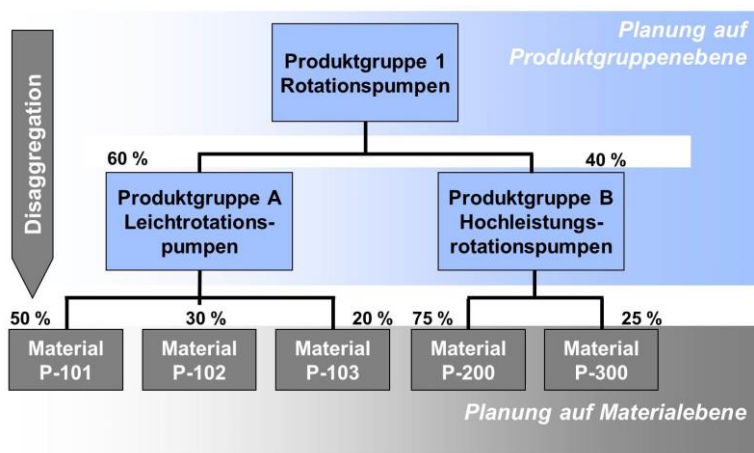 Planung auf
Produktgruppenebene
Disaggregation
Produktgruppe 1
Rotationspumpen
60 %
40 %
Produktgruppe A
Leichtrotations-
pumpen
Produktgruppe B
Hochleistungs-
rotationspumpen
50 %
30 %
20 %
75 %
25 %
Material
P-101
Material
P-102
Material
P-103
Material
P-200
Material
P-300
Planung auf Materialebene